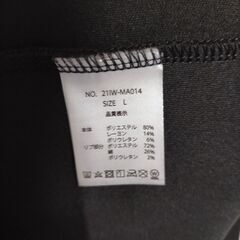 NO. 21IW-MA014
SIZE L
品質表示
本体 ポリエステル 80%
レーヨン 14%
ポリウレタン 6%
リブ部分 ポリエステル 72%
綿 26%
ポリウレタン 2%